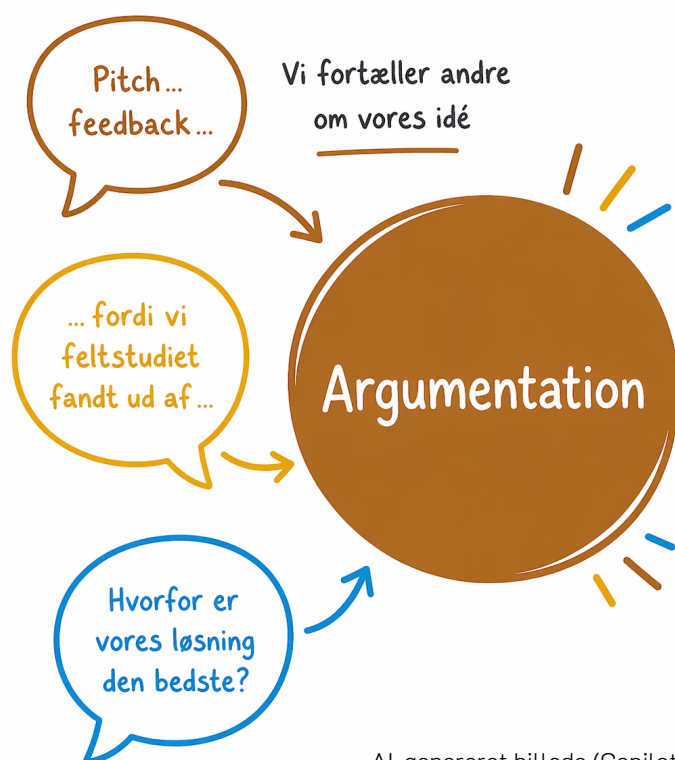 Pitch...
feedback...
Vi fortæller andre
om vores idé
... fordi vi
feltstudiet
fandt ud af...
Argumentation
Hvorfor er
vores løsning
den bedste?